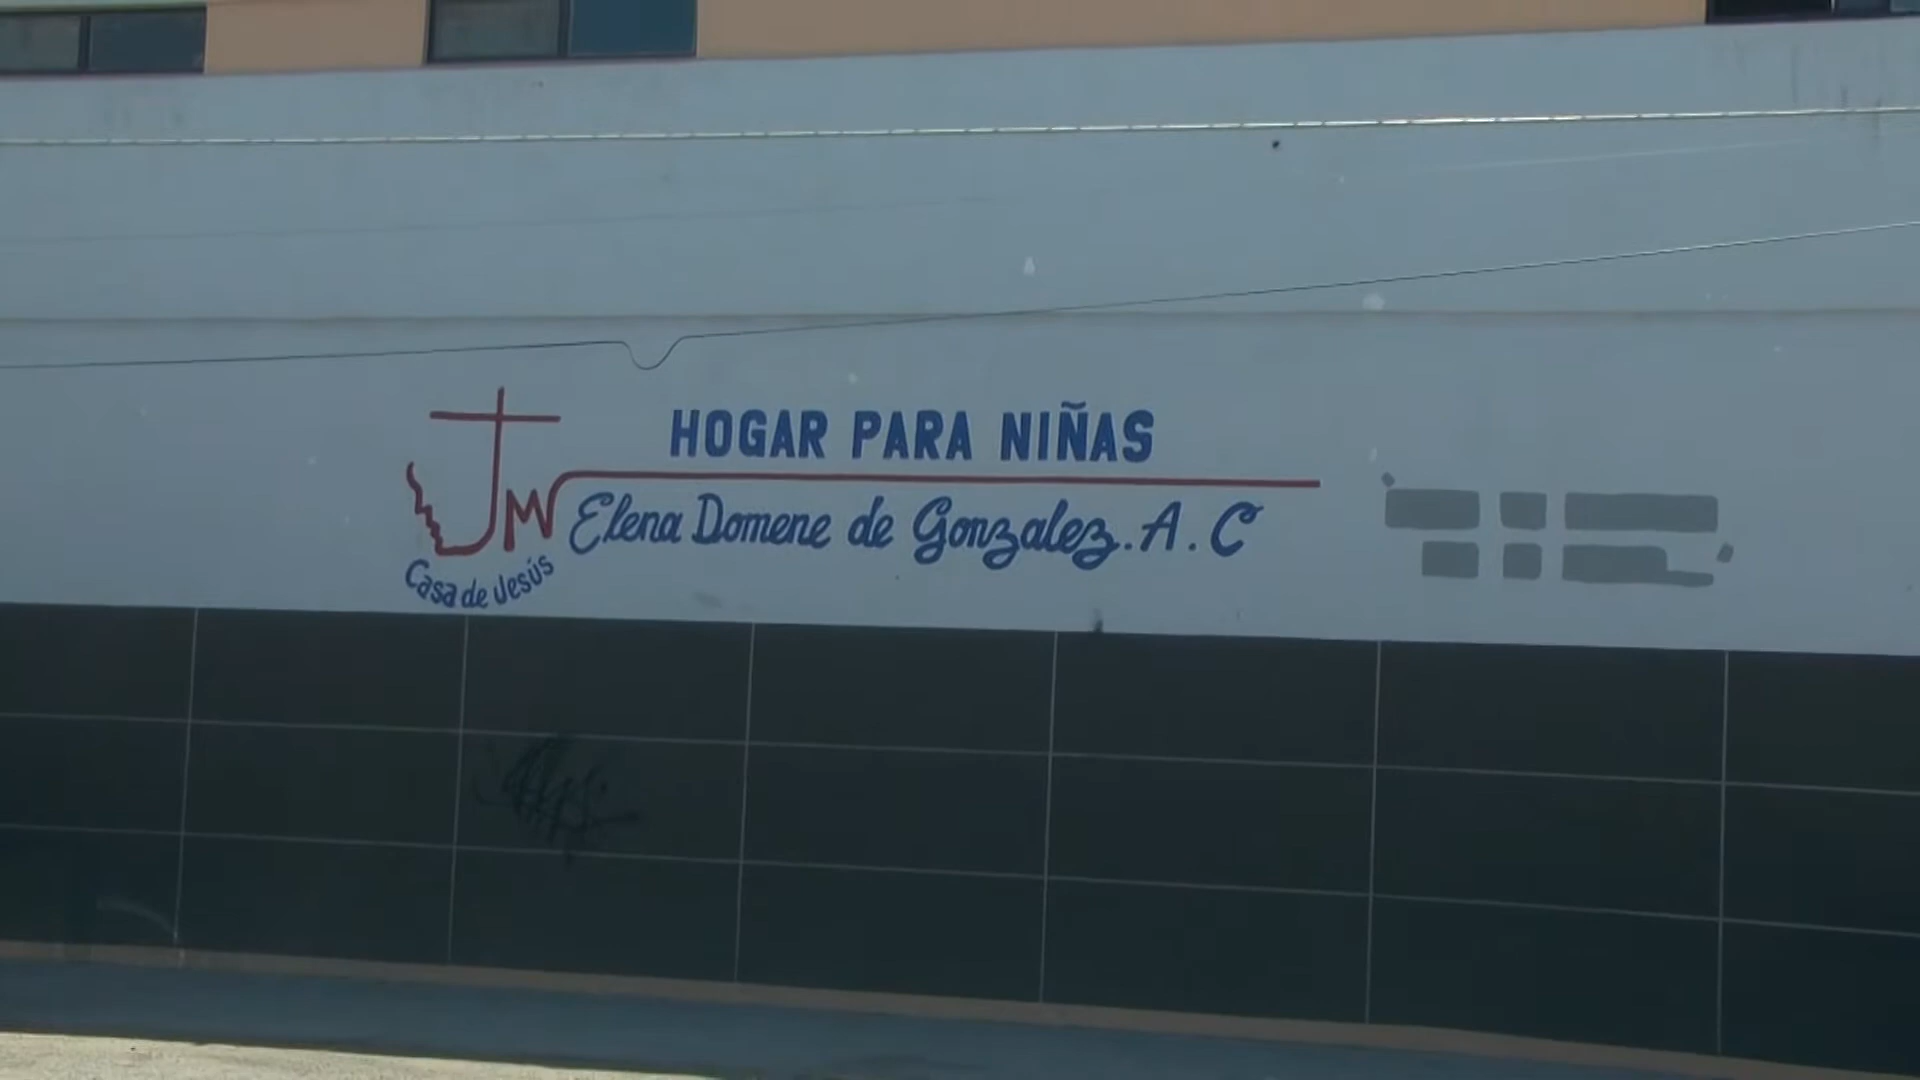 HOGAR PARA NIÑAS
JM
Elena Domene de Gonzalez. A. C
Casa de Jesús